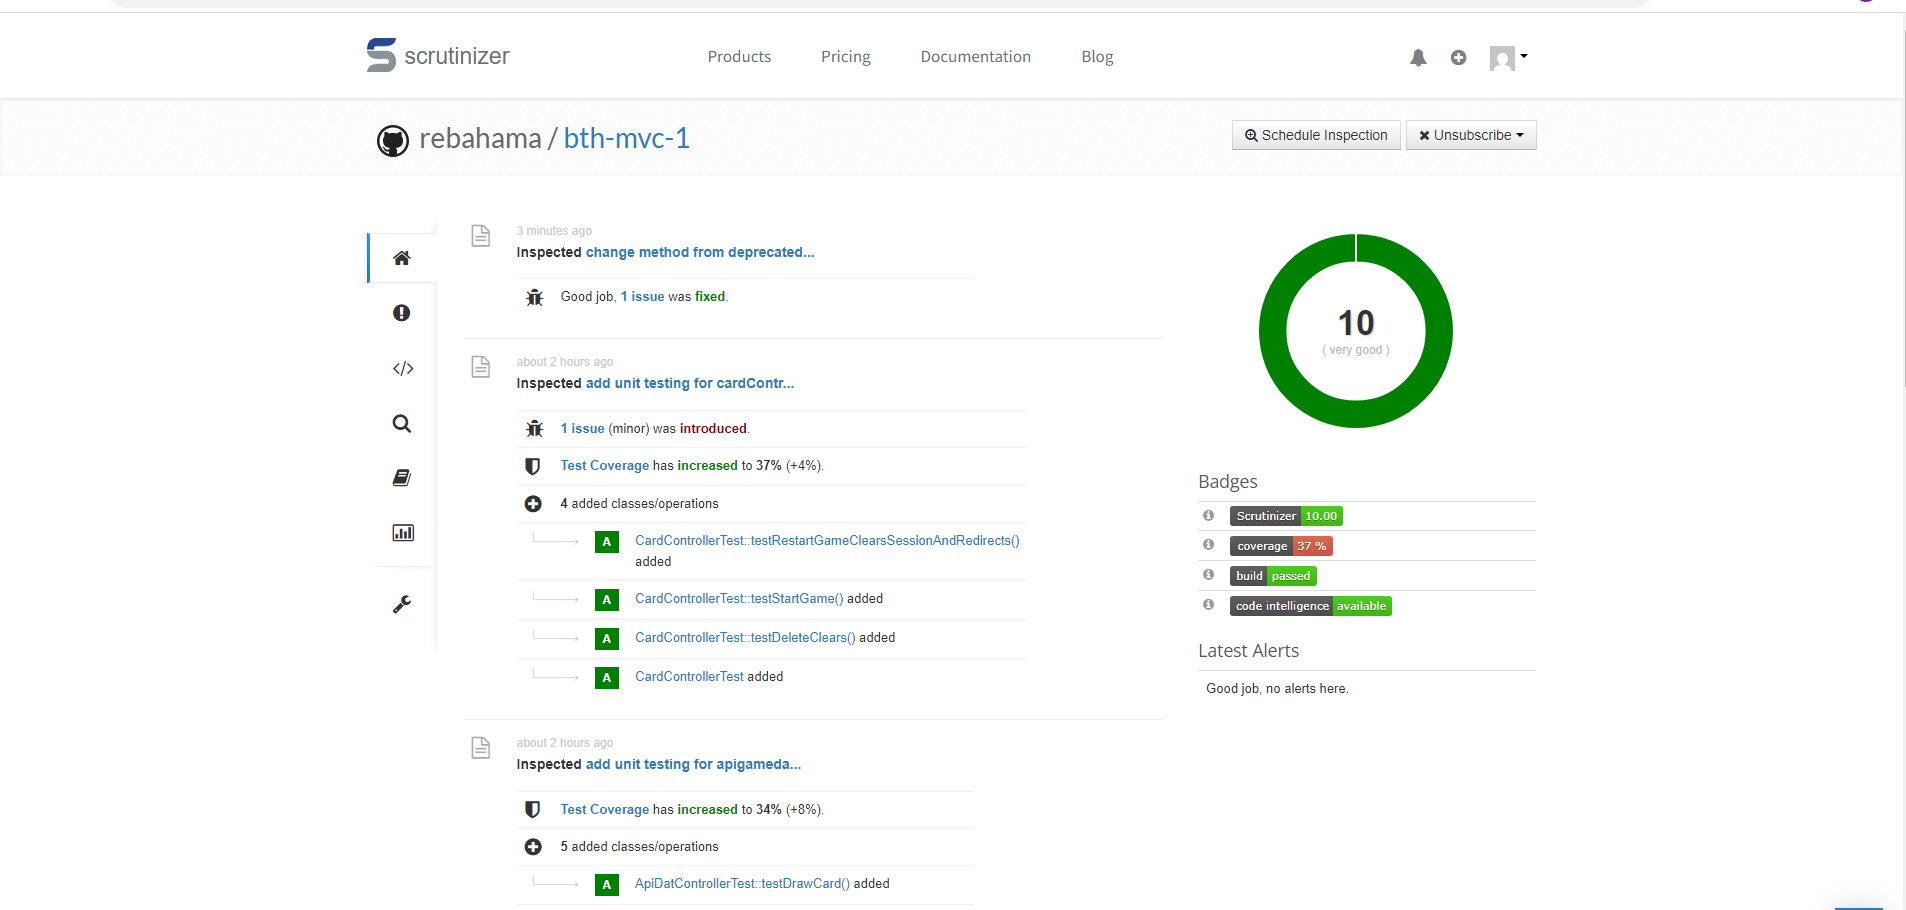 scrutinizer
Products
Pricing
Documentation
Blog
rebahama / bth-mvc-1
Schedule Inspection
Unsubscribe
3 minutes ago
Inspected change method from deprecated...
Good job, 1 issue was fixed.
about 2 hours ago
Inspected add unit testing for cardContr...
1 issue (minor) was introduced.
Test Coverage has increased to 37% (+4%).
4 added classes/operations
A CardControllerTest::testRestartGameClearsSessionAndRedirects()
added
A CardControllerTest::testStartGame() added
A CardControllerTest::testDeleteClears() added
A CardControllerTest added
about 2 hours ago
Inspected add unit testing for apigameda...
Test Coverage has increased to 34% (+8%).
5 added classes/operations
A ApiDatControllerTest::testDrawCard() added
10
( very good )
Badges
Scrutinizer 10.00
coverage 37 %
build passed
code intelligence available
Latest Alerts
Good job, no alerts here.